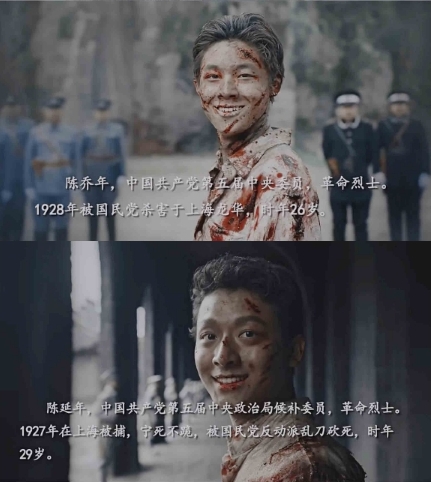 陈乔年，中国共产党第五届中央委员，革命烈士。
1928年被国民党杀害于上海龙华，时年26岁。
陈延年，中国共产党第五届中央政治局候补委员，革命烈士。
1927年在上海被捕，宁死不跪，被国民党反动派乱刀砍死，时年
29岁。